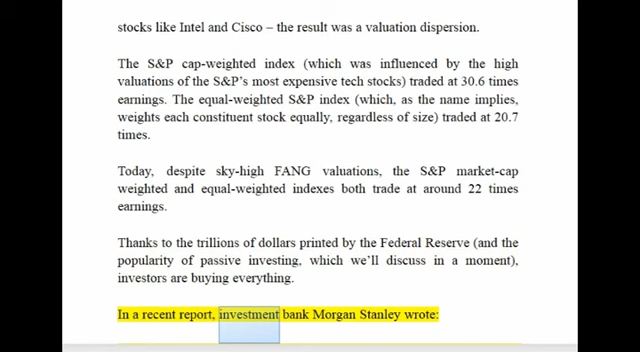 stocks like Intel and Cisco – the result was a valuation dispersion.
The S&P cap-weighted index (which was influenced by the high
valuations of the S&P's most expensive tech stocks) traded at 30.6 times
earnings. The equal-weighted S&P index (which, as the name implies,
weights each constituent stock equally, regardless of size) traded at 20.7
times.
Today, despite sky-high FANG valuations, the S&P market-cap
weighted and equal-weighted indexes both trade at around 22 times
earnings.
Thanks to the trillions of dollars printed by the Federal Reserve (and the
popularity of passive investing, which we'll discuss in a moment),
investors are buying everything.
In a recent report, investment bank Morgan Stanley wrote: